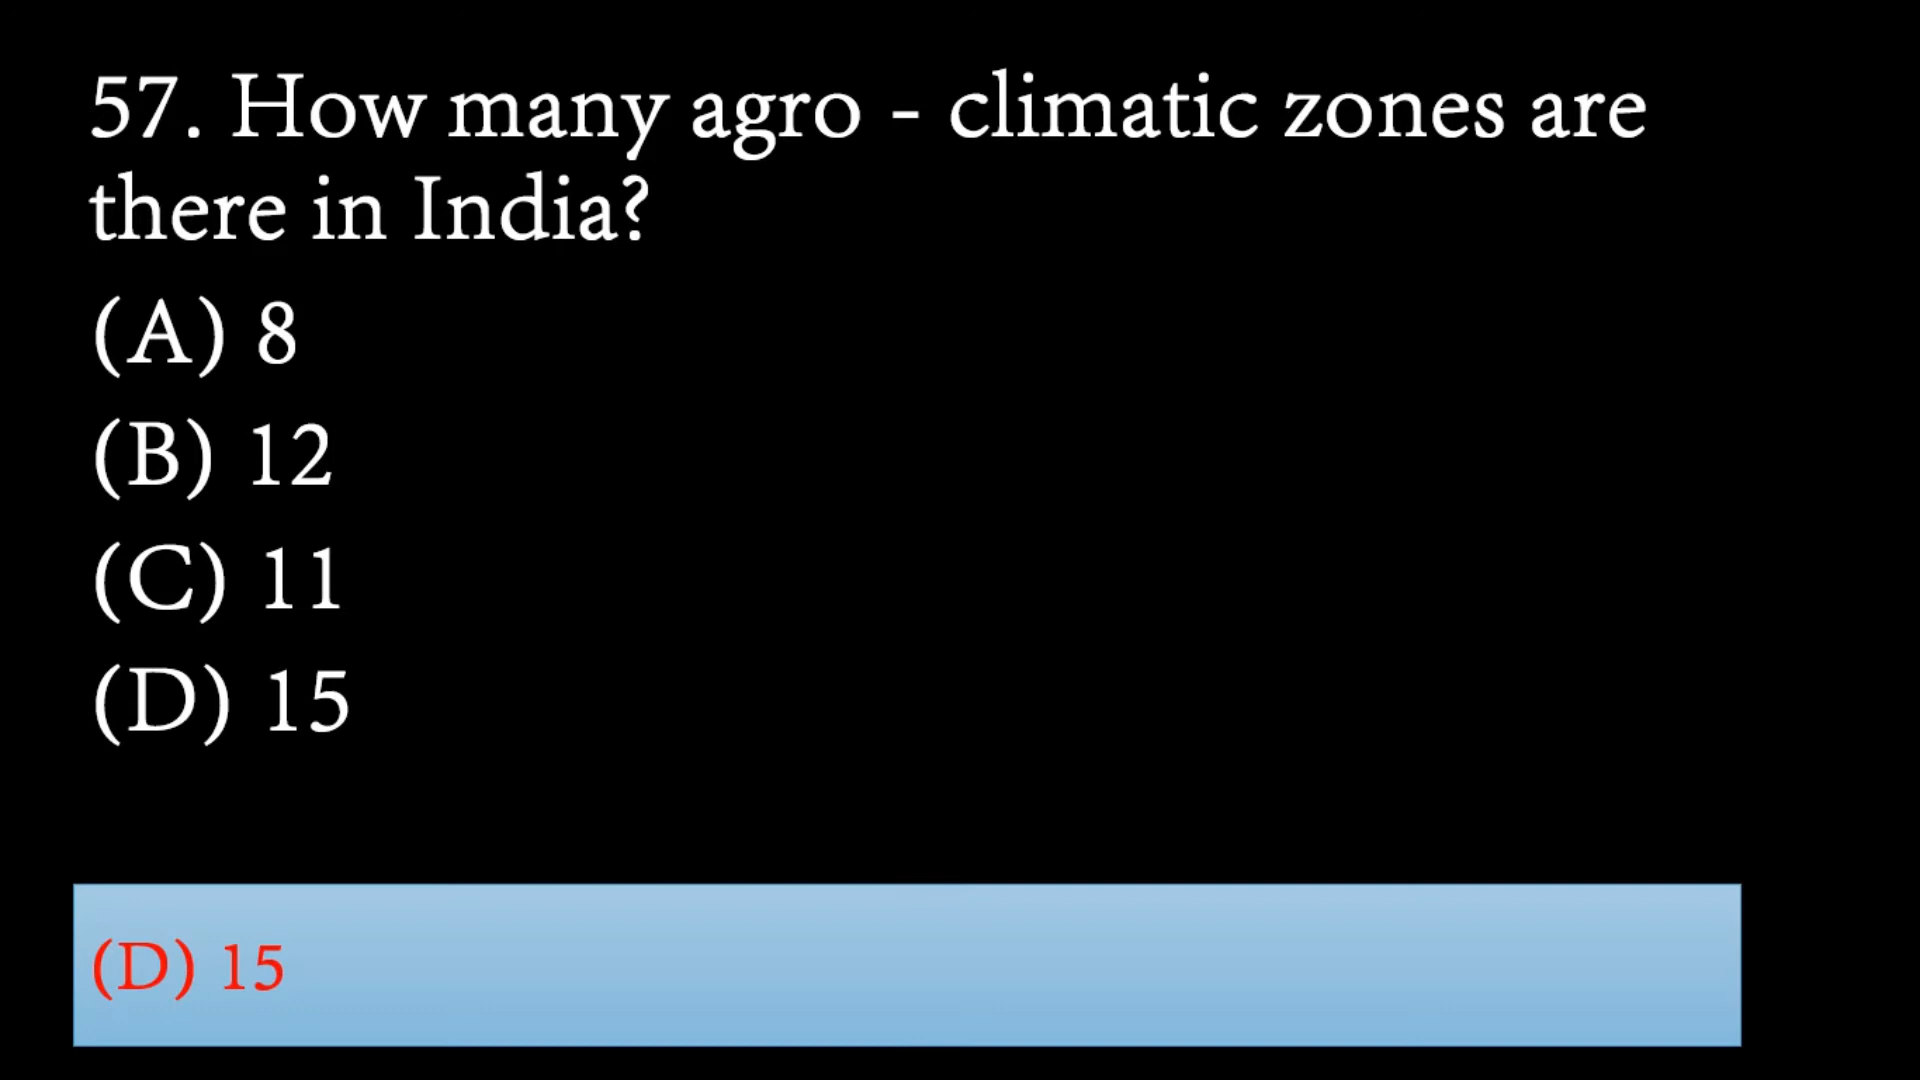 57. How many agro - climatic zones are
there in India?
(A) 8
(B) 12
(C) 11
(D) 15
(D) 15